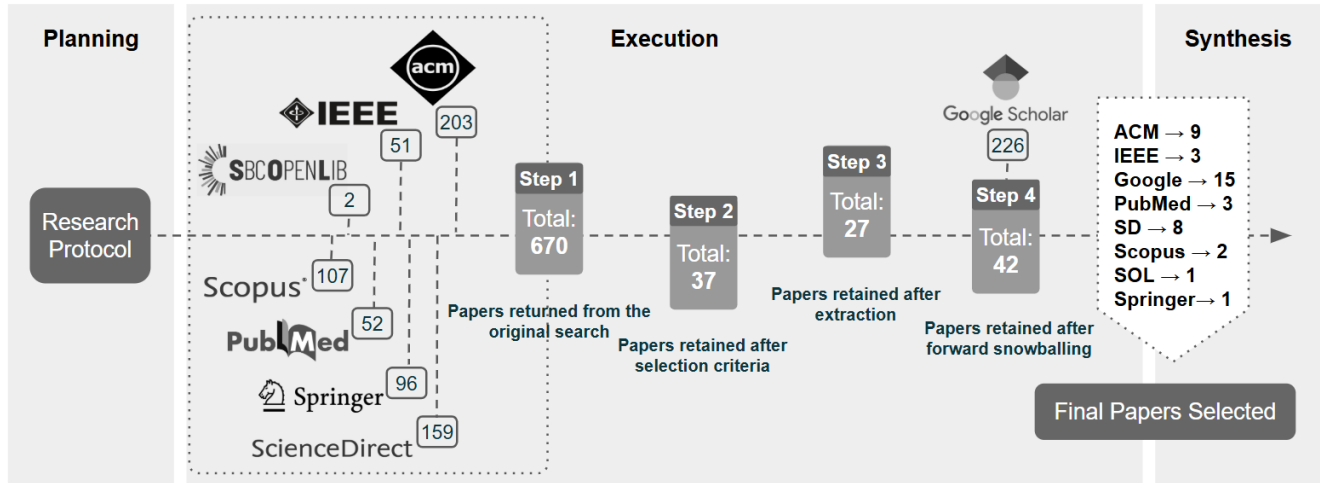 Planning
Execution
Synthesis
acm
203
IEEE
51
SBCOPENLIB
2
Research
Protocol
Scopus®
107
PubMed
52
Springer
96
ScienceDirect
159
Step 1
Total:
670
Papers returned from the
original search
Step 2
Total:
37
Papers retained after
selection criteria
Step 3
Total:
27
Papers retained after
extraction
Google Scholar
226
Step 4
Total:
42
Papers retained after
forward snowballing
ACM → 9
IEEE → 3
Google → 15
PubMed → 3
SD → 8
Scopus → 2
SOL → 1
Springer→ 1
Final Papers Selected